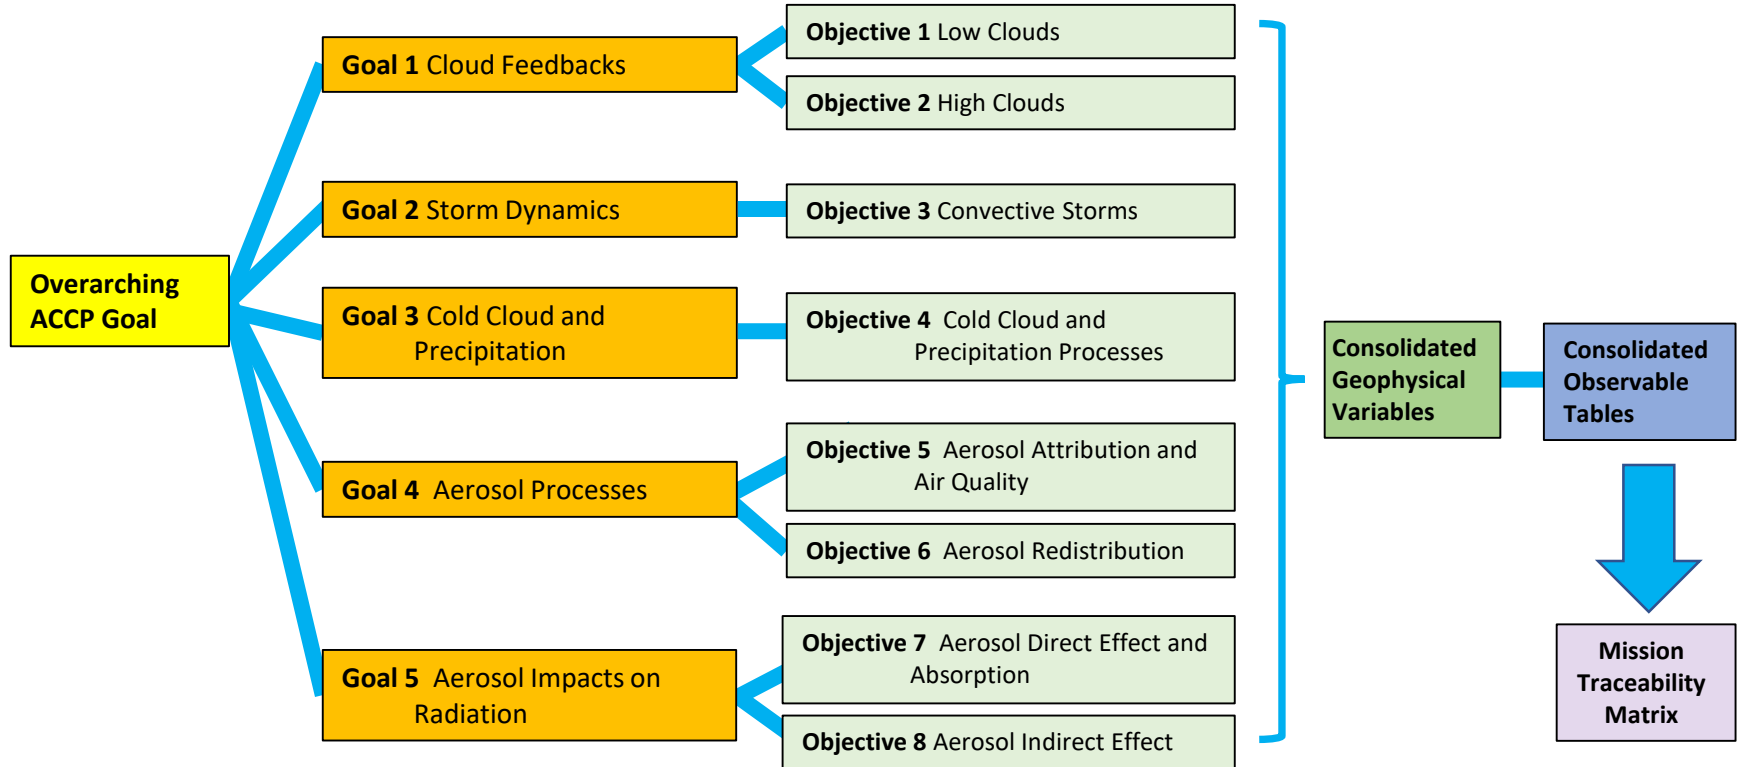 Overarching
ACCP Goal
Goal 1 Cloud Feedbacks
Objective 1 Low Clouds
Objective 2 High Clouds
Goal 2 Storm Dynamics
Objective 3 Convective Storms
Goal 3 Cold Cloud and
Precipitation
Objective 4 Cold Cloud and
Precipitation Processes
Goal 4 Aerosol Processes
Objective 5 Aerosol Attribution and
Air Quality
Objective 6 Aerosol Redistribution
Goal 5 Aerosol Impacts on
Radiation
Objective 7 Aerosol Direct Effect and
Absorption
Objective 8 Aerosol Indirect Effect
Consolidated
Geophysical
Variables
Consolidated
Observable
Tables
Mission
Traceability
Matrix